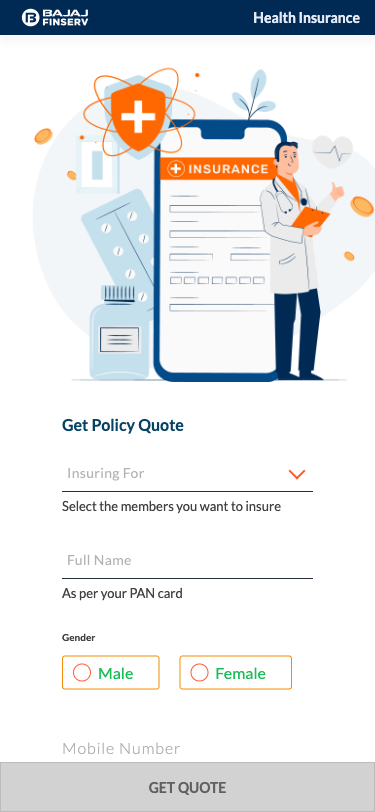 BAJAJ
FINSERV
Health Insurance
INSURANCE
Get Policy Quote
Insuring For
Select the members you want to insure
Full Name
As per your PAN card
Gender
Male
Female
Mobile Number
GET QUOTE